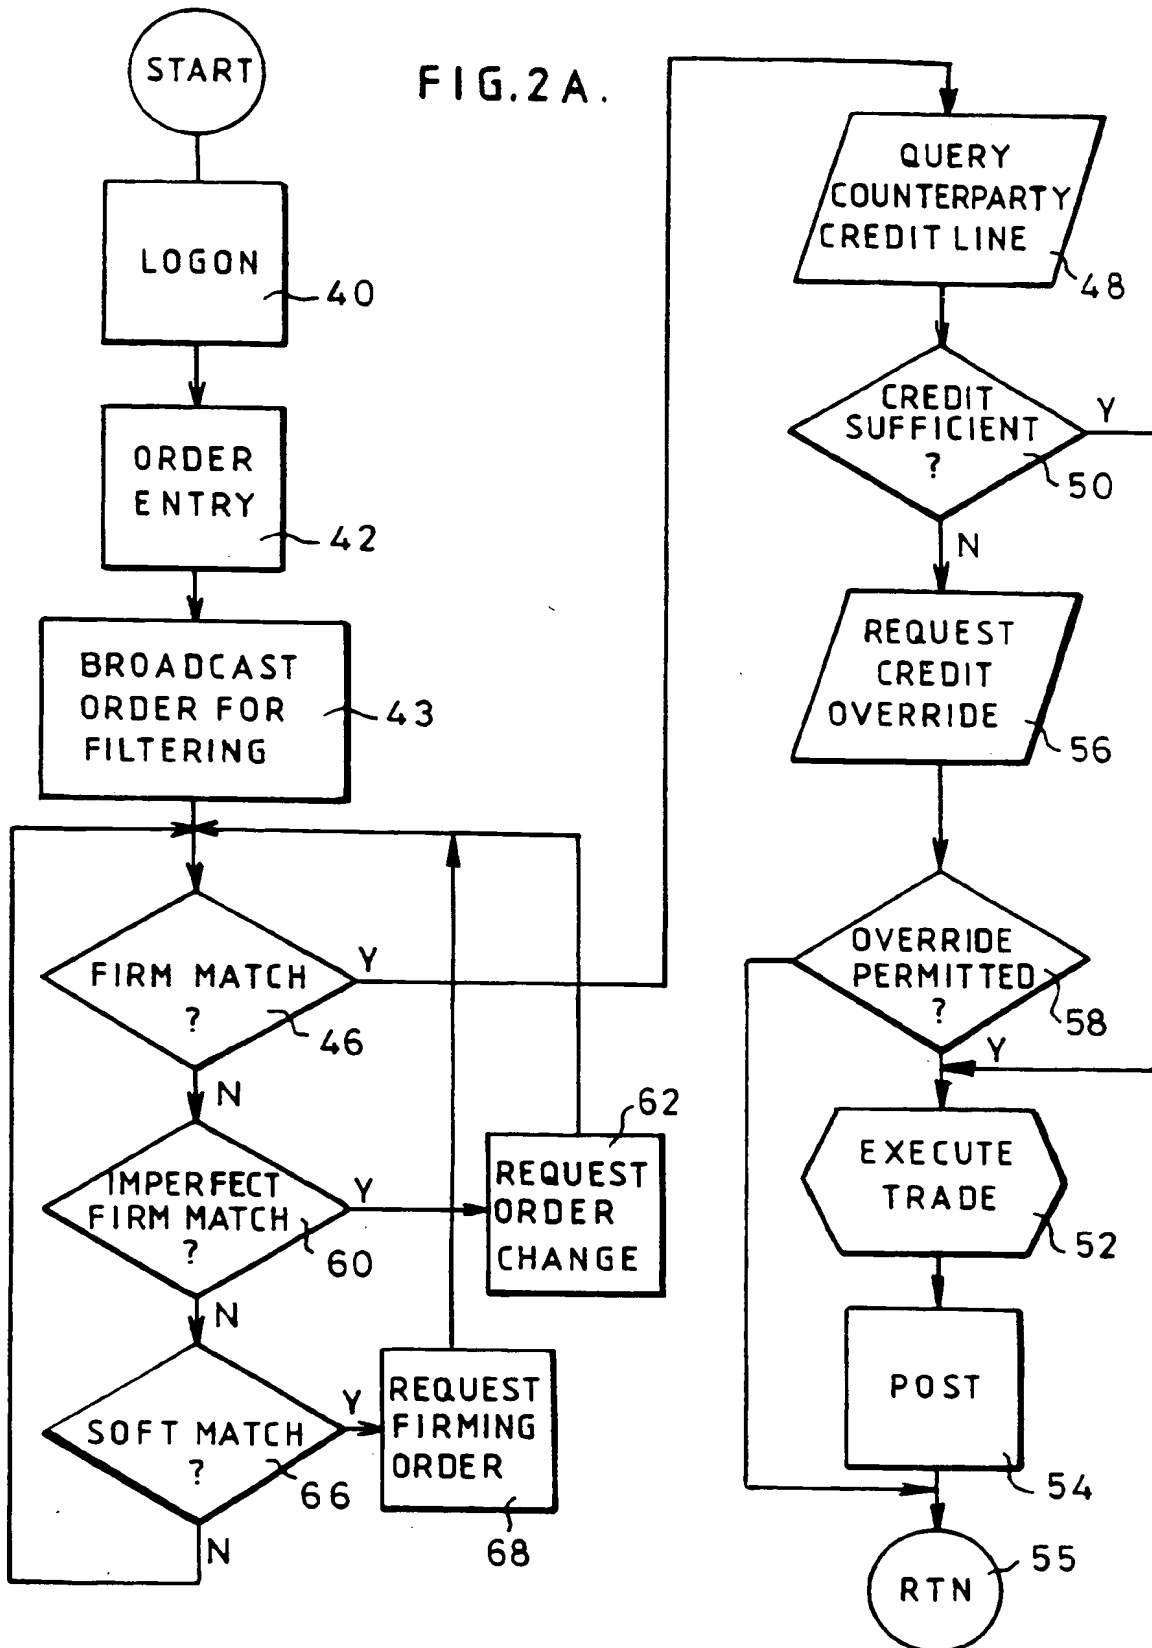 FIG.2A.
START
LOGON
40
ORDER
ENTRY
42
BROADCAST
ORDER FOR
FILTERING
43
FIRM MATCH
?
46
Y
N
IMPERFECT
FIRM MATCH
?
60
Y
N
62
REQUEST
ORDER
CHANGE
SOFT MATCH
?
66
Y
N
REQUEST
FIRMING
ORDER
68
QUERY
COUNTERPARTY
CREDIT LINE
48
CREDIT
SUFFICIENT
?
50
Y
N
REQUEST
CREDIT
OVERRIDE
56
OVERRIDE
PERMITTED
?
58
Y
EXECUTE
TRADE
52
POST
54
RTN
55